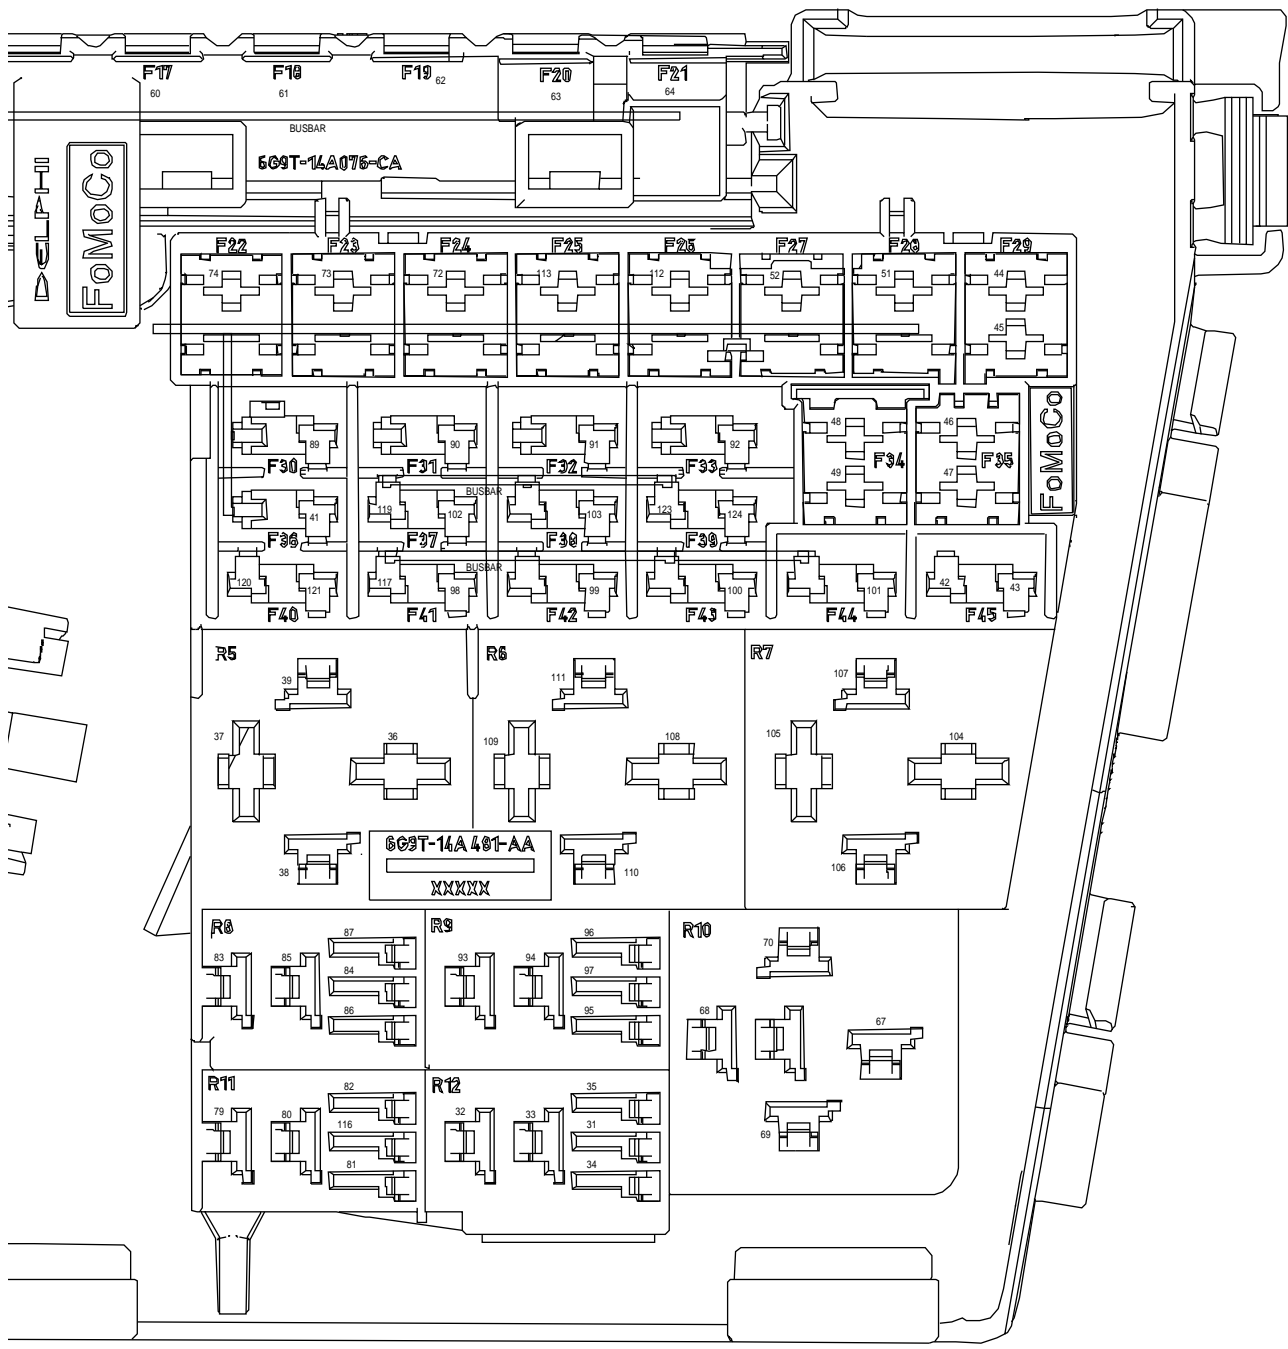 F17 F18 F19 F20 F21
60 61 62 63 64
BUSBAR
6G9T-14A076-CA
DELPHI
FoMoCo
F22 F23 F24 F25 F26 F27 F28 F29
74 73 72 113 112 52 51 44
45
89 90 91 92 48 46
F30 F31 F32 F33 F34 F35
49 47
FoMoCo
BUSBAR
41 119 102 103 123 124
F36 F37 F38 F39
BUSBAR
120 121 117 98 99 100 101 42 43
F40 F41 F42 F43 F44 F45
R5 R6 R7
39 111 107
37 36 109 108 105 104
6G9T-14A 481-AA
XXXXX
38 110 106
R8 R9 R10
87 96 70
83 85 93 94
84 97
86 95 68 67
R11 R12
82 35
79 80 32 33
116 31 69
81 34